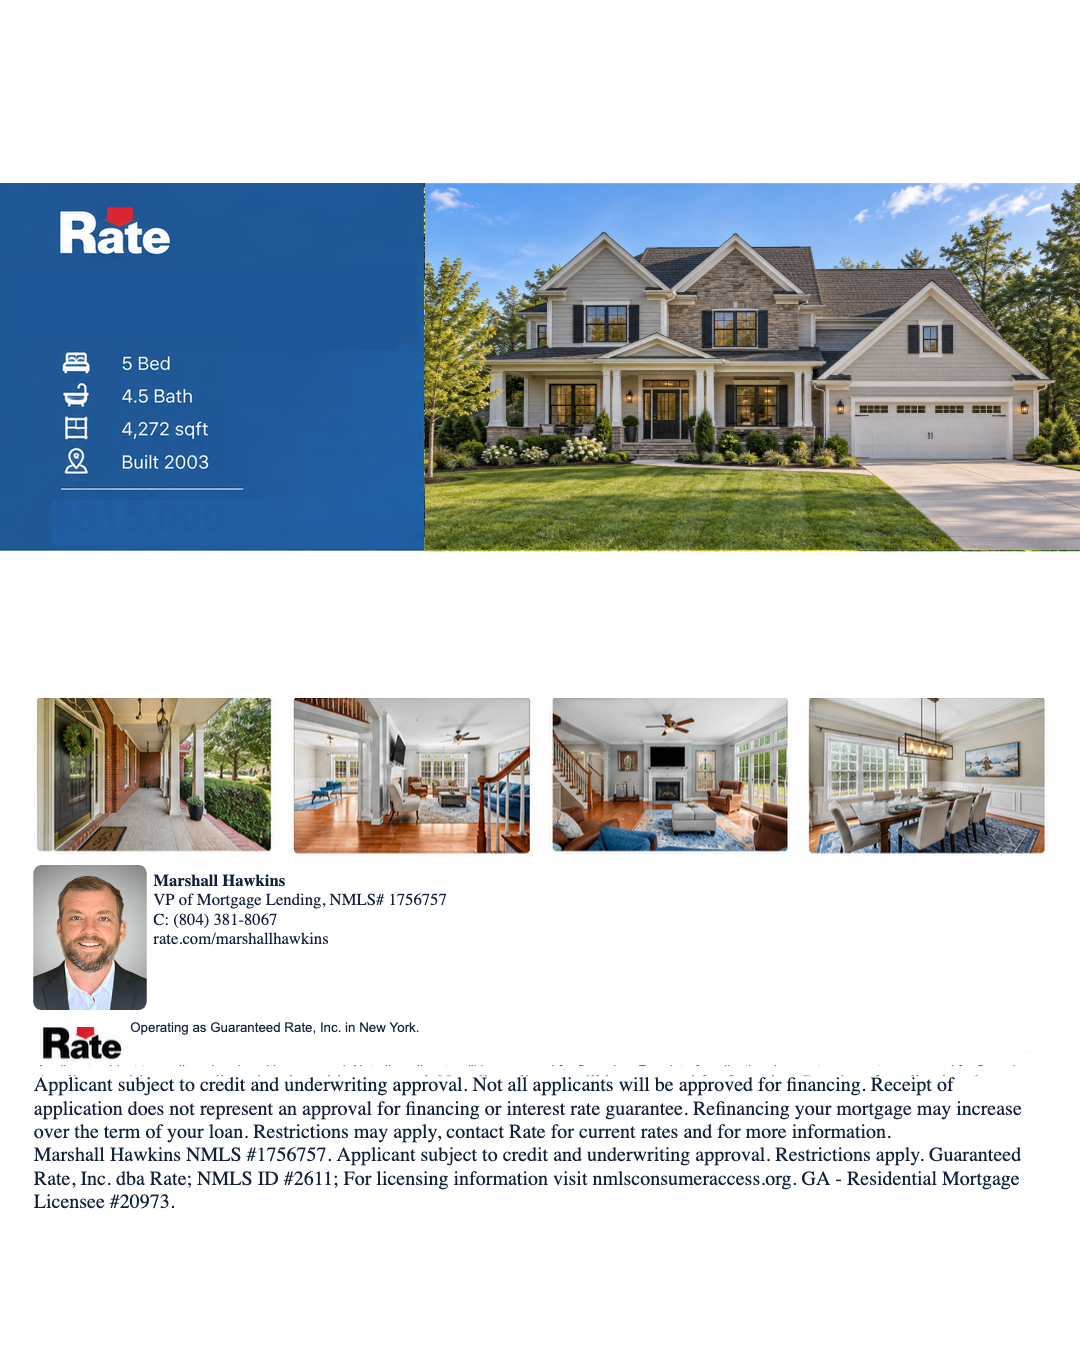 Rate
5 Bed
4.5 Bath
4,272 sqft
Built 2003
$815,000
Marshall Hawkins
VP of Mortgage Lending, NMLS# 1756757
C: (804) 381-8067
rate.com/marshallhawkins
Rate
Operating as Guaranteed Rate, Inc. in New York.
Applicant subject to credit and underwriting approval. Not all applicants will be approved for financing. Receipt of
application does not represent an approval for financing or interest rate guarantee. Refinancing your mortgage may increase
over the term of your loan. Restrictions may apply, contact Rate for current rates and for more information.
Marshall Hawkins NMLS #1756757. Applicant subject to credit and underwriting approval. Restrictions apply. Guaranteed
Rate, Inc. dba Rate; NMLS ID #2611; For licensing information visit nmlsconsumeraccess.org. GA - Residential Mortgage
Licensee #20973.